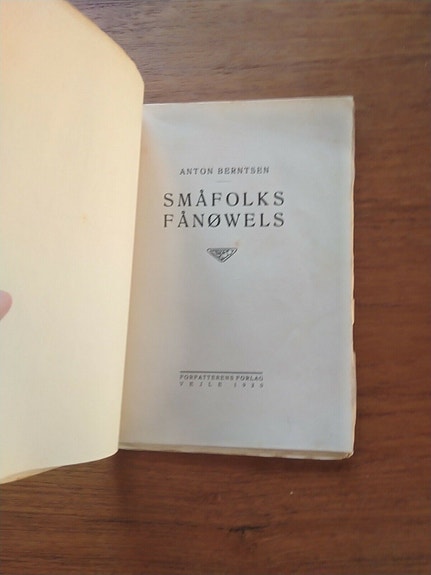 ANTON BERNTSEN
SMÅFOLKS
FÅNØWELS
FORFATTERENS FORLAG
VEJLE